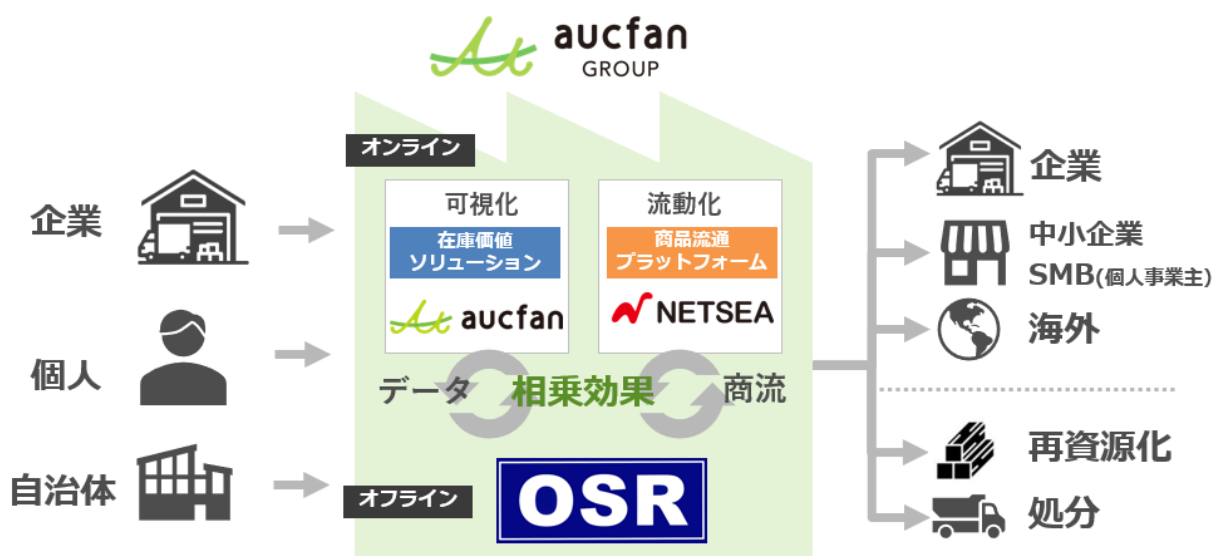 aucfan
GROUP
オンライン
企業
個人
自治体
可視化
在庫価値
ソリューション
aucfan
流動化
商品流通
プラットフォーム
NETSEA
データ
相乗効果
商流
オフライン
OSR
企業
中小企業
SMB(個人事業主)
海外
再資源化
処分